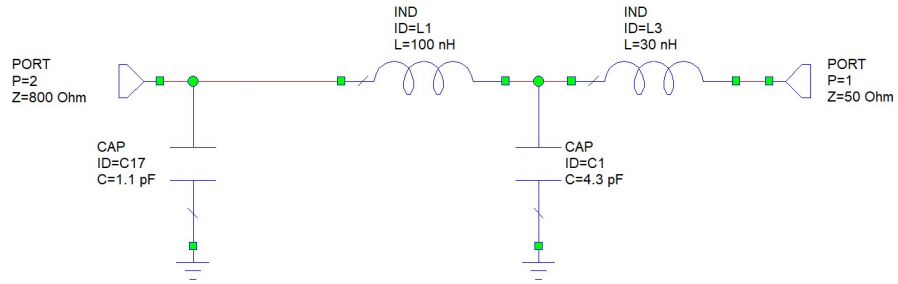 IND
ID=L1
L=100 nH
IND
ID=L3
L=30 nH
PORT
P=2
Z=800 Ohm
PORT
P=1
Z=50 Ohm
CAP
ID=C17
C=1.1 pF
CAP
ID=C1
C=4.3 pF